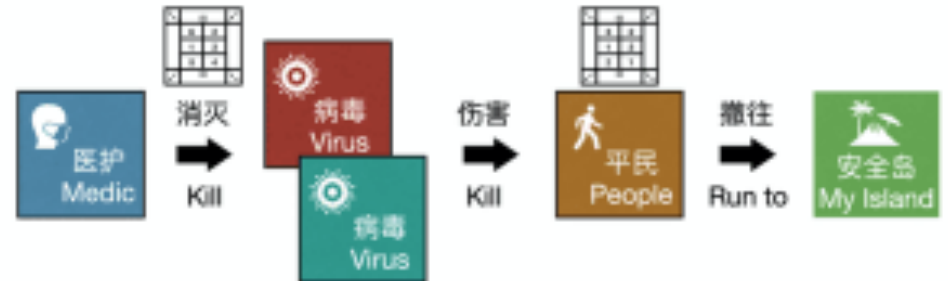 医护
Medic
消灭
Kill
病毒
Virus
病毒
Virus
伤害
Kill
平民
People
撤往
Run to
安全岛
My Island